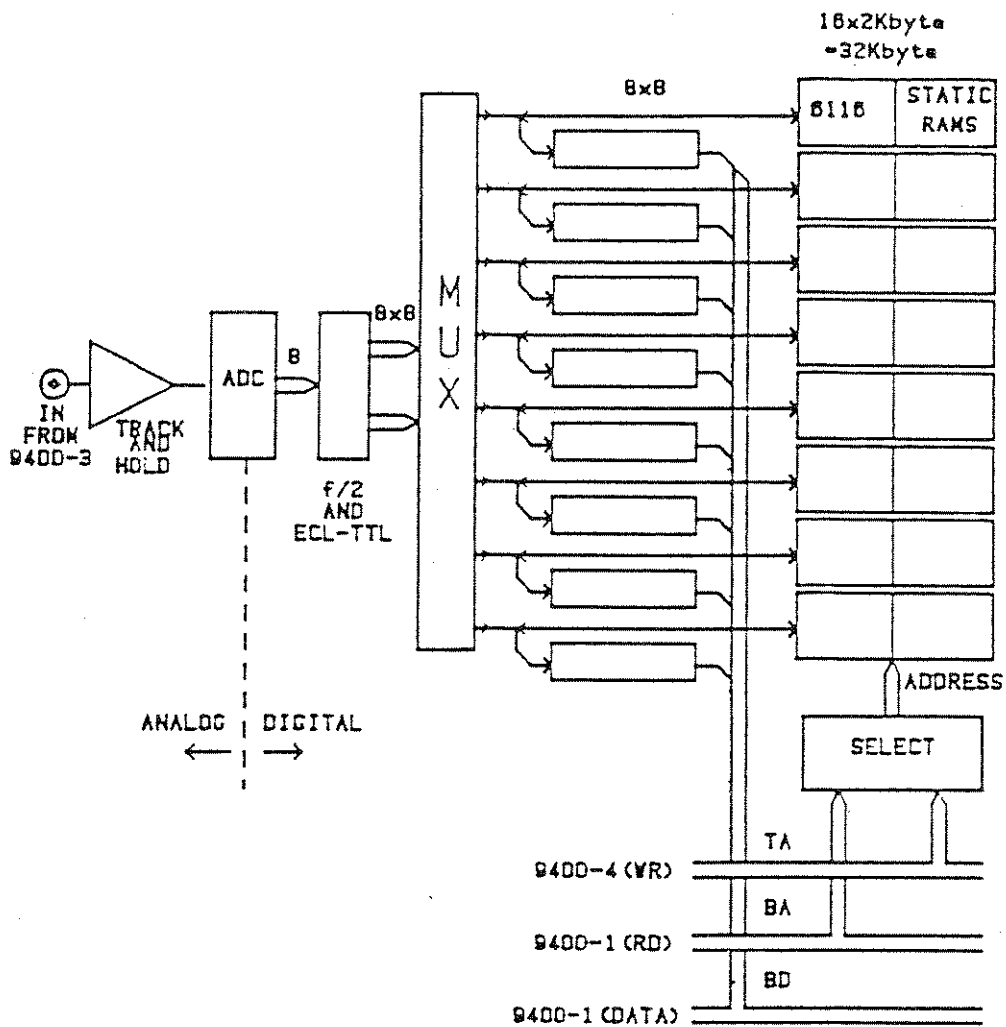 16x2Kbyte
=32Kbyte
8x8
6116
STATIC
RAMS
MUX
8x8
ADC
8
IN
FROM
9400-3
TRACK
AND
HOLD
f/2
AND
ECL-TTL
ADDRESS
ANALOG
DIGITAL
SELECT
TA
9400-4 (WR)
BA
9400-1 (RD)
BD
9400-1 (DATA)